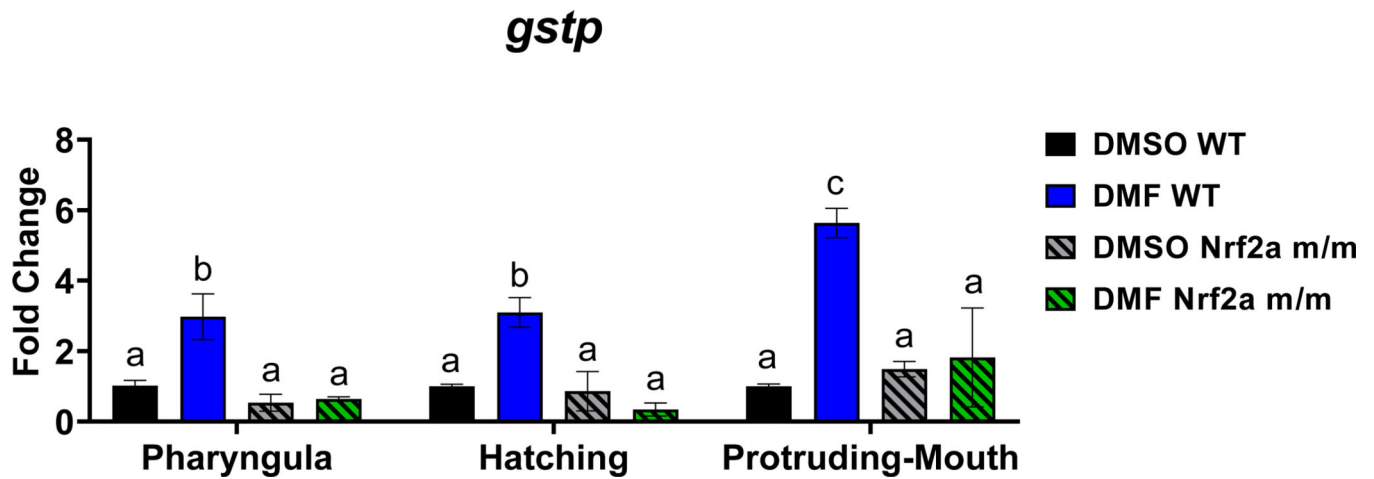 gstp
Fold Change
8
6
4
2
0
a b a a
a b a a
a c a a
Pharyngula Hatching Protruding-Mouth
DMSO WT
DMF WT
DMSO Nrf2a m/m
DMF Nrf2a m/m